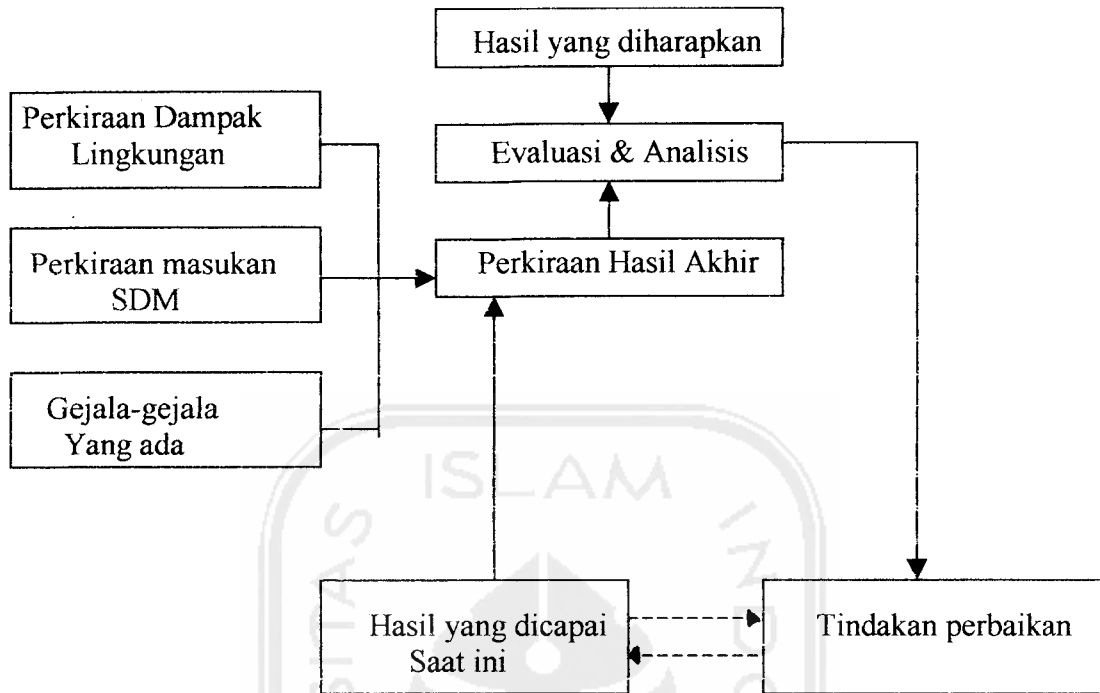 Hasil yang diharapkan
Perkiraan Dampak
Lingkungan
Evaluasi & Analisis
Perkiraan masukan
SDM
Perkiraan Hasil Akhir
Gejala-gejala
Yang ada
ISLAM
Hasil yang dicapai
Saat ini
Tindakan perbaikan